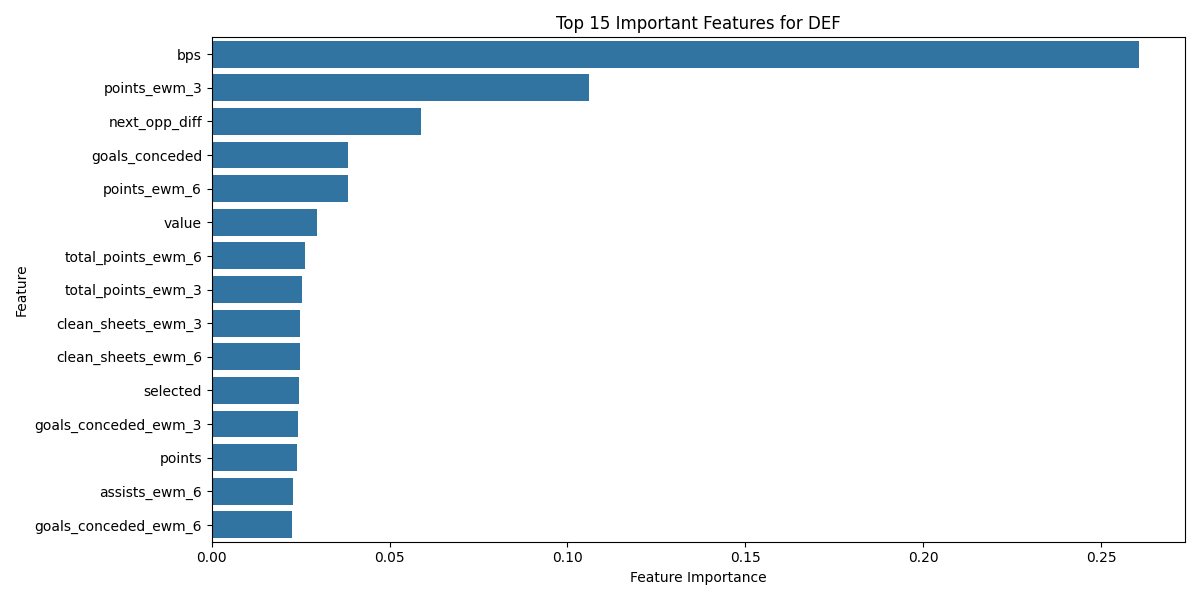 Top 15 Important Features for DEF
Feature
bps
points_ewm_3
next_opp_diff
goals_conceded
points_ewm_6
value
total_points_ewm_6
total_points_ewm_3
clean_sheets_ewm_3
clean_sheets_ewm_6
selected
goals_conceded_ewm_3
points
assists_ewm_6
goals_conceded_ewm_6
0.00 0.05 0.10 0.15 0.20 0.25
Feature Importance